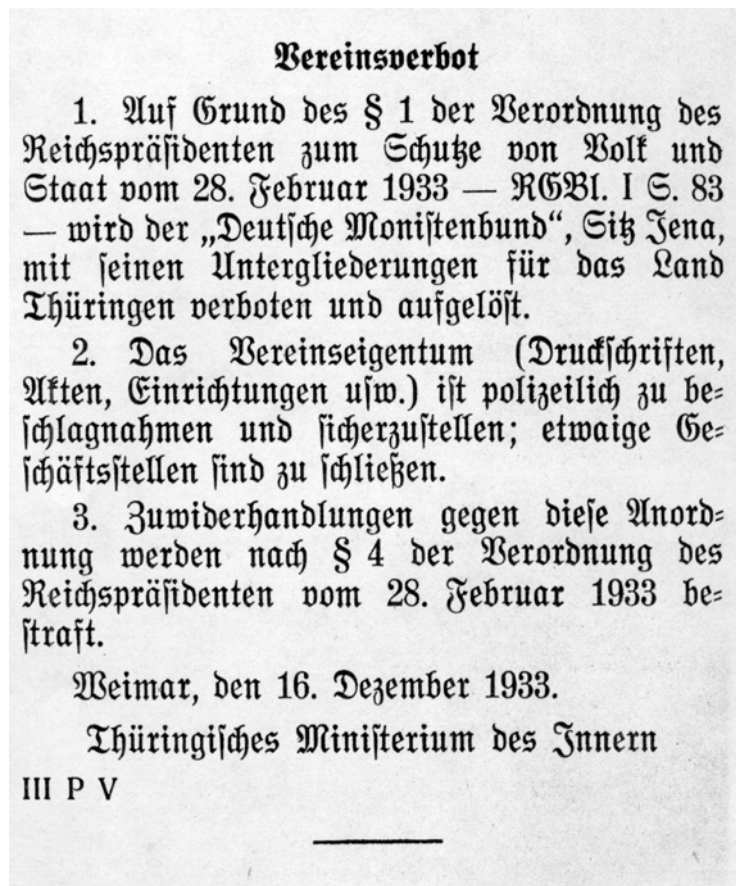 Vereinsverbot
1. Auf Grund des § 1 der Verordnung des
Reichspräsidenten zum Schutze von Volk und
Staat vom 28. Februar 1933 — RGBl. I S. 83
— wird der „Deutsche Monistenbund“, Sitz Jena,
mit seinen Untergliederungen für das Land
Thüringen verboten und aufgelöst.
2. Das Vereinseigentum (Druckschriften,
Akten, Einrichtungen usw.) ist polizeilich zu be-
schlagnahmen und sicherzustellen; etwaige Ge-
schäftsstellen sind zu schließen.
3. Zuwiderhandlungen gegen diese Anord-
nung werden nach § 4 der Verordnung des
Reichspräsidenten vom 28. Februar 1933 be-
straft.
Weimar, den 16. Dezember 1933.
Thüringisches Ministerium des Innern
III P V